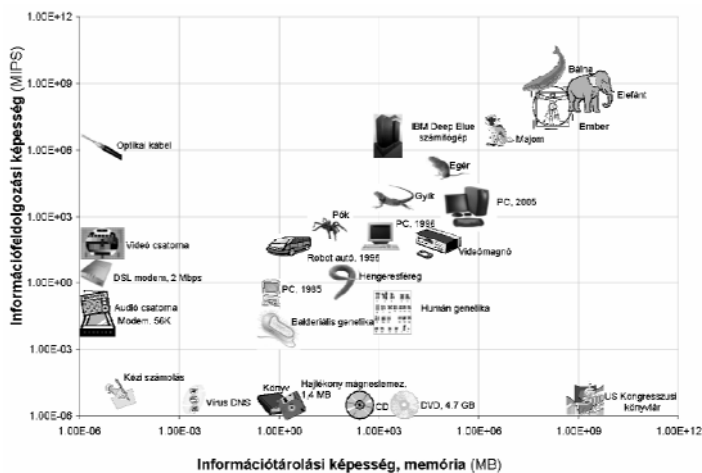 1.00E+12
1.00E+09
1.00E+06
1.00E+03
1.00E+00
1.00E-03
1.00E-06
Információfeldolgozási képesség (MIPS)
Bálna
Elefánt
Ember
IBM Deep Blue
számítógép
Majom
Optikai kábel
Egér
Gyík
PC, 2005
Pók
PC, 1996
Videó csatorna
Robot autó, 1996
Videómagnó
DSL modem, 2 Mbps
Hengeresféreg
PC, 1985
Audió csatorna
Modem, 56K
Humán genetika
Bakteriális genetika
Kézi számolás
Vírus DNS
Könyv
Hajlékony mágneslemez,
1,4 MB
CD
DVD, 4.7 GB
US Kongresszusi
könyvtár
1.00E-06
1.00E-03
1.00E+00
1.00E+03
1.00E+06
1.00E+09
1.00E+12
Információtárolási képesség, memória (MB)